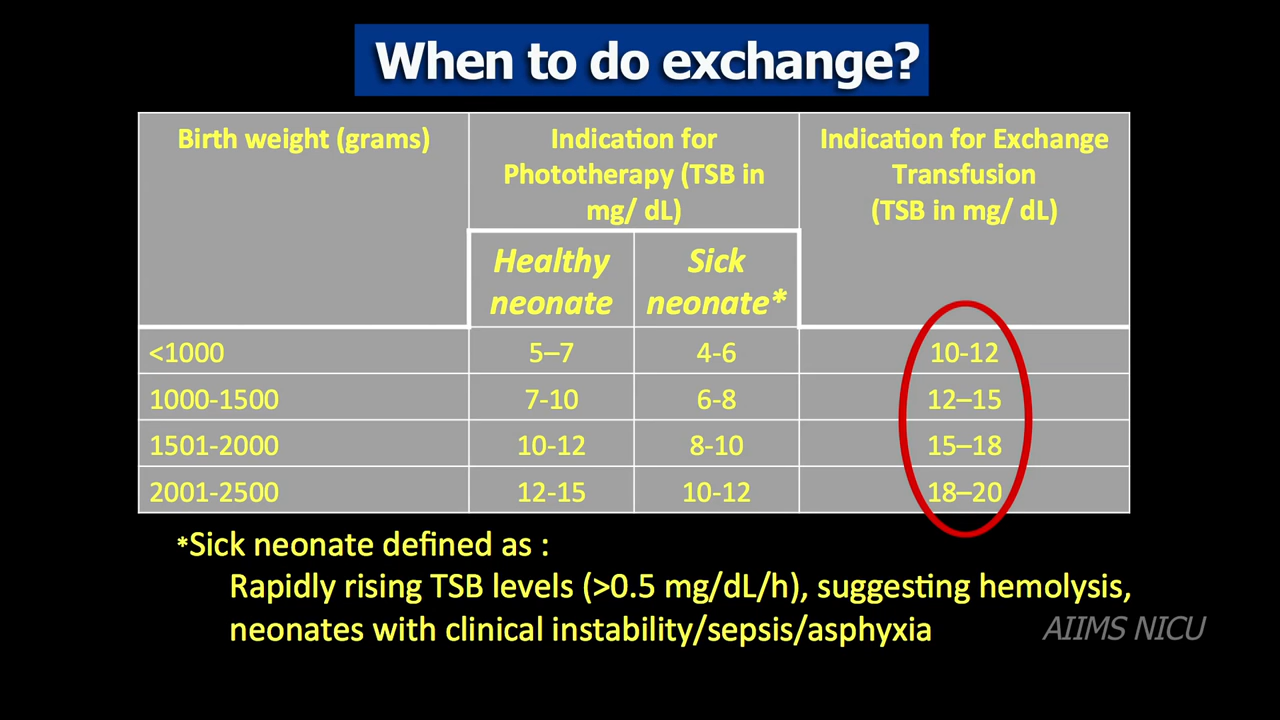 When to do exchange?
Birth weight (grams)
Indication for
Phototherapy (TSB in
mg/ dL)
Indication for Exchange
Transfusion
(TSB in mg/ dL)
Healthy
neonate
Sick
neonate*
<1000 5–7 4-6 10-12
1000-1500 7-10 6-8 12–15
1501-2000 10-12 8-10 15–18
2001-2500 12-15 10-12 18–20
*Sick neonate defined as :
Rapidly rising TSB levels (>0.5 mg/dL/h), suggesting hemolysis,
neonates with clinical instability/sepsis/asphyxia
AIIMS NICU